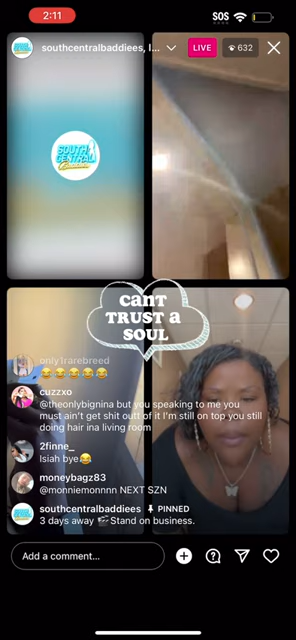 2:11
SOS
southcentralbaddiees, l...
LIVE
632
SOUTH
CENTRAL
Baddies
CANT
TRUST a
SOUL
only1rarebreed
😂😂😂😂😂
cuzzxo
@theonlybignina but you speaking to me you
must ain't get shit outt of it I'm still on top you still
doing hair ina living room
2finne_
Isiah bye😂
moneybagz83
@monniemonnnn NEXT SZN
southcentralbaddiees 📌 PINNED
3 days away 🎬Stand on business.
Add a comment...